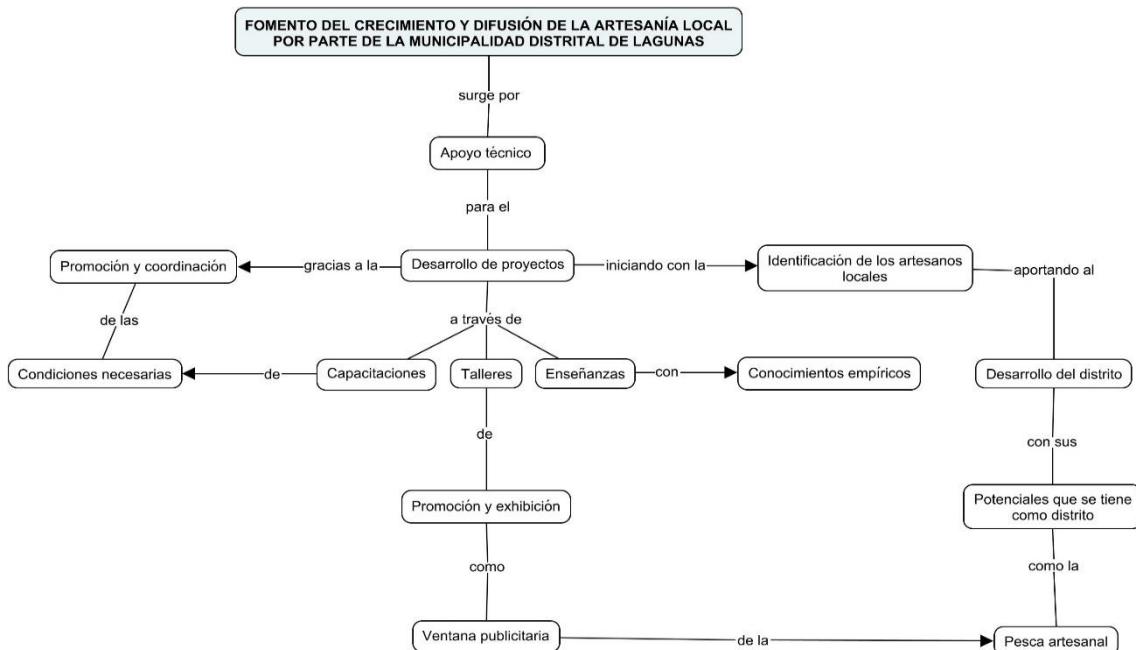 FOMENTO DEL CRECIMIENTO Y DIFUSIÓN DE LA ARTESANÍA LOCAL
POR PARTE DE LA MUNICIPALIDAD DISTRITAL DE LAGUNAS
surge por
Apoyo técnico
para el
Promoción y coordinación
gracias a la
Desarrollo de proyectos
iniciando con la
Identificación de los artesanos
locales
aportando al
de las
a través de
Condiciones necesarias
de
Capacitaciones
Talleres
Enseñanzas
con
Conocimientos empíricos
Desarrollo del distrito
de
con sus
Promoción y exhibición
Potenciales que se tiene
como distrito
como
como la
Ventana publicitaria
de la
Pesca artesanal